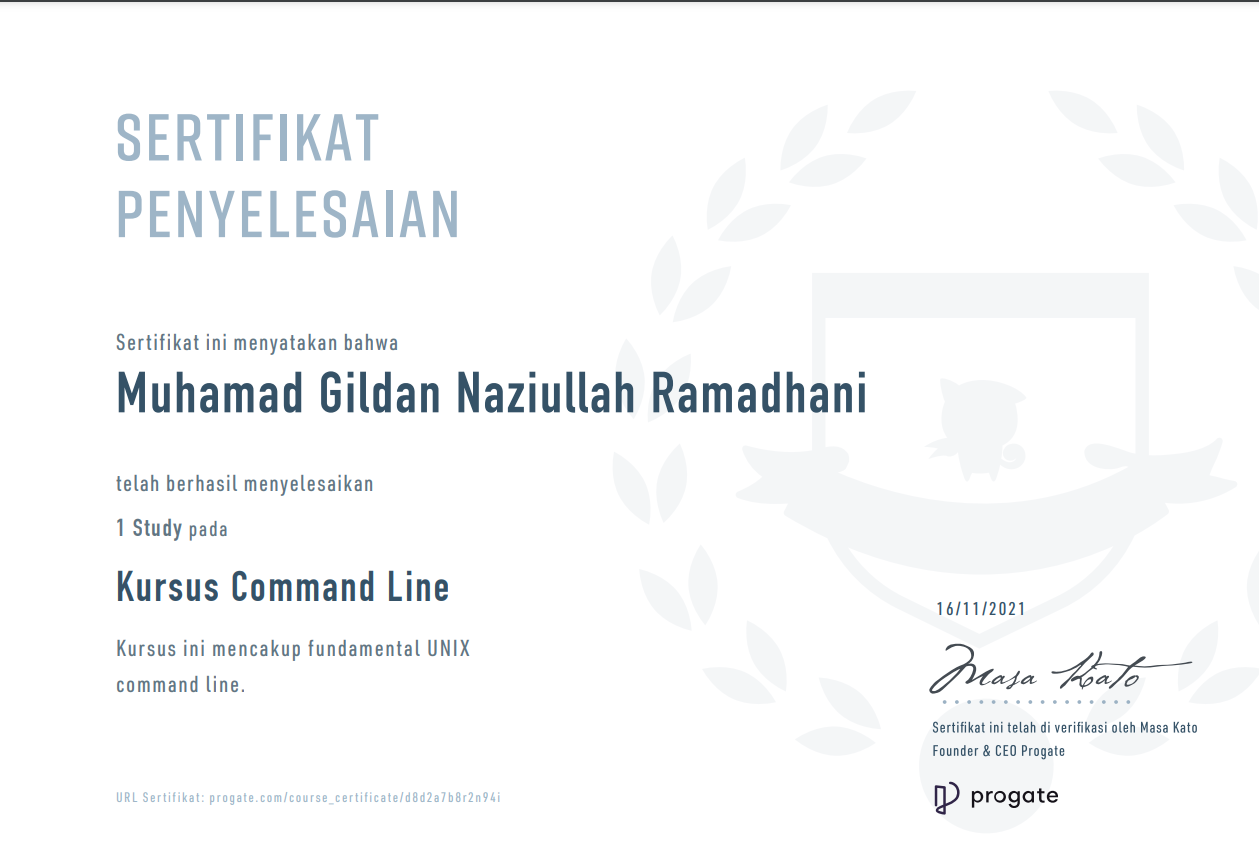 SERTIFIKAT
PENYELESAIAN
Sertifikat ini menyatakan bahwa
Muhamad Gildan Naziullah Ramadhani
telah berhasil menyelesaikan
1 Study pada
Kursus Command Line
Kursus ini mencakup fundamental UNIX
command line.
16/11/2021
Masa Kato
Sertifikat ini telah di verifikasi oleh Masa Kato
Founder & CEO Progate
URL Sertifikat: progate.com/course_certificate/d8d2a7b8r2n94i
progate